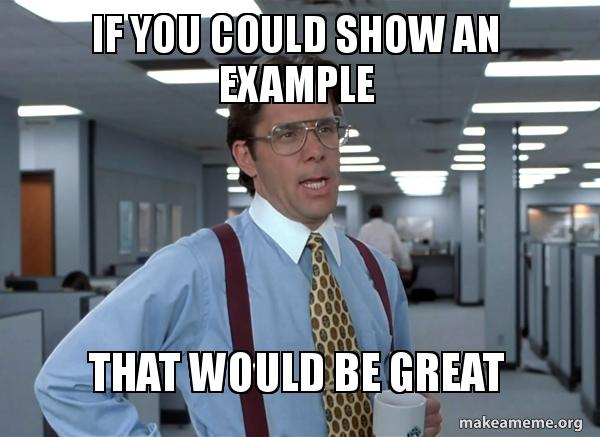 IF YOU COULD SHOW AN
EXAMPLE
THAT WOULD BE GREAT
makeameme.org